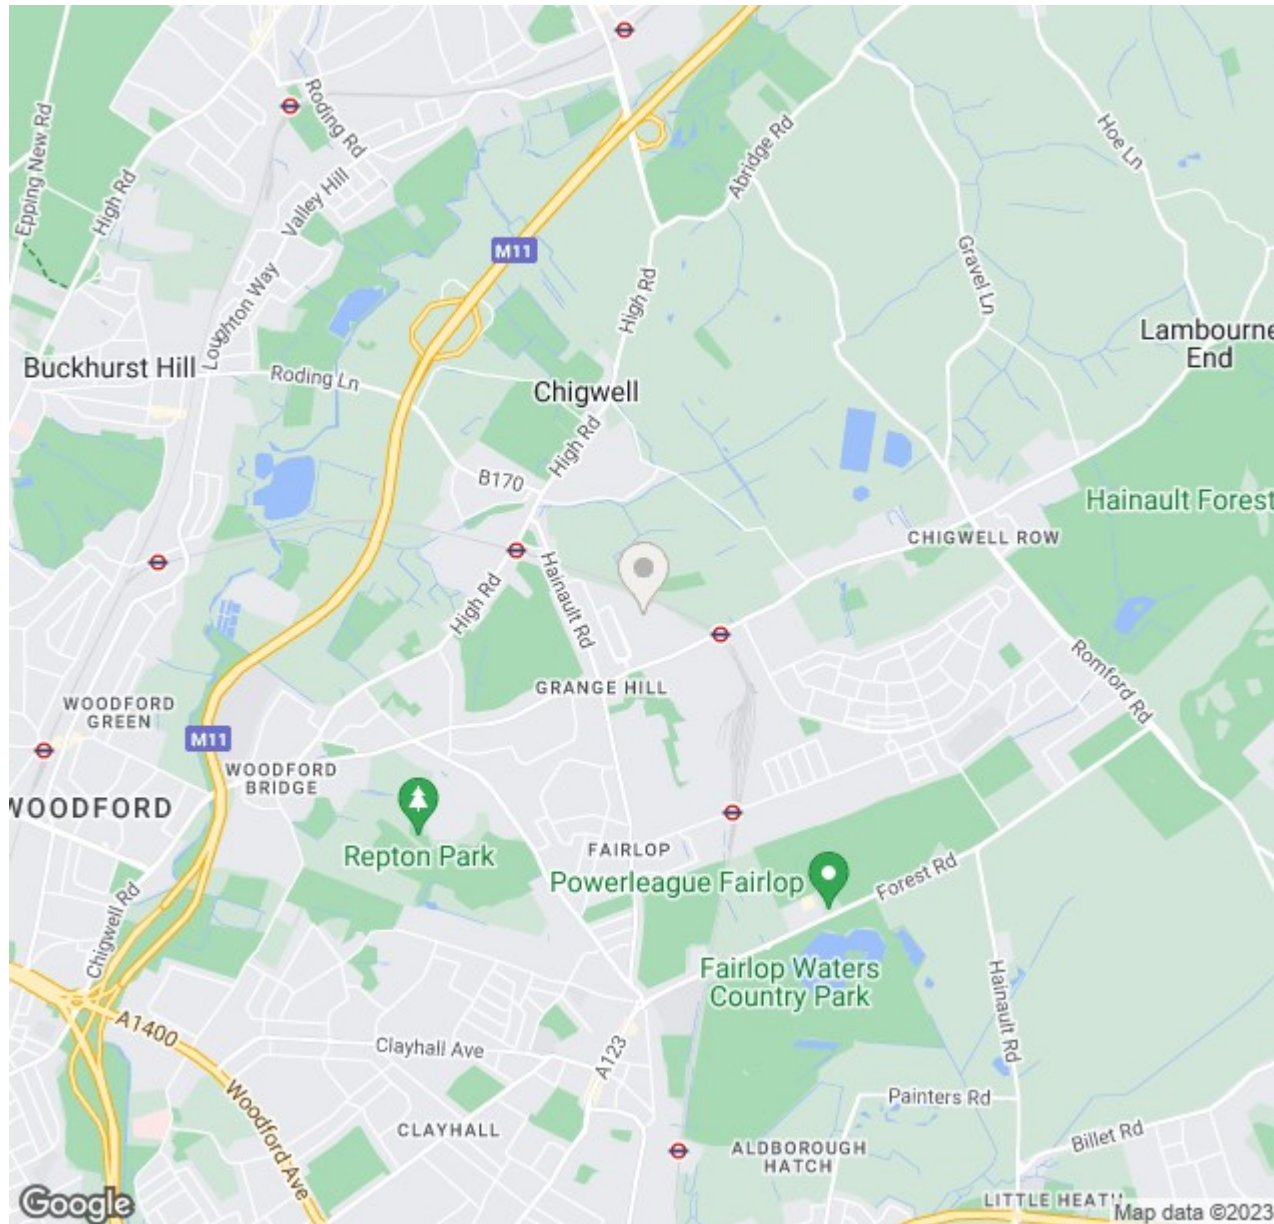 Epping New Rd
High Rd
Roding Rd
Valley Hill
Loughton Way
Abridge Rd
Hoe Ln
M11
Gravel Ln
High Rd
Lambourne
End
Buckhurst Hill
Roding Ln
Chigwell
High Rd
B170
Hainault Forest
CHIGWELL ROW
Hainault Rd
High Rd
Romford Rd
GRANGE HILL
WOODFORD
GREEN
M11
WOODFORD
BRIDGE
WOODFORD
Repton Park
FAIRLOP
Powerleague Fairlop
Forest Rd
Chigwell Rd
Fairlop Waters
Country Park
Hainault Rd
A1400
Clayhall Ave
A123
Woodford Ave
Painters Rd
CLAYHALL
Billet Rd
ALDBOROUGH
HATCH
LITTLE HEATH
Google
Map data ©2023